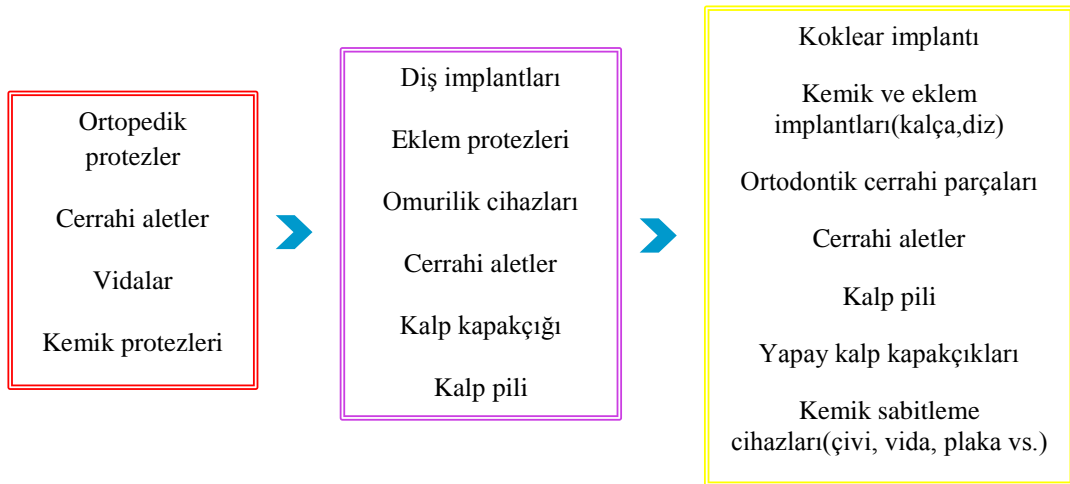 Ortopedik
protezler
Cerrahi aletler
Vidalar
Kemik protezleri
Diş implantları
Eklem protezleri
Omurilik cihazları
Cerrahi aletler
Kalp kapakçığı
Kalp pili
Koklear implantı
Kemik ve eklem
implantları(kalça,diz)
Ortodontik cerrahi parçaları
Cerrahi aletler
Kalp pili
Yapay kalp kapakçıkları
Kemik sabitleme
cihazları(çivi, vida, plaka vs.)